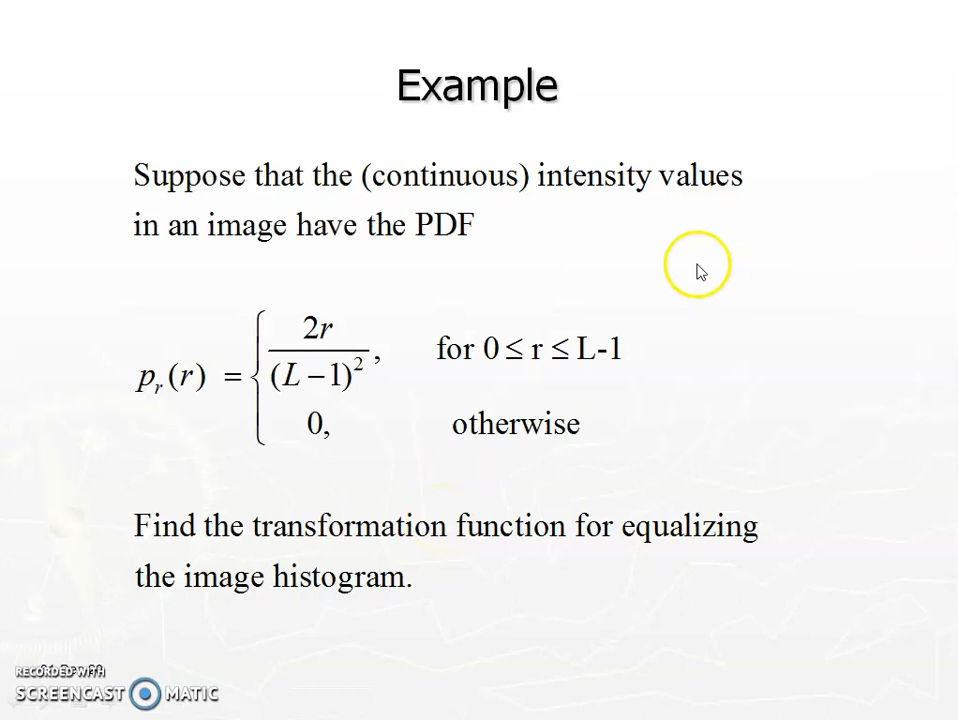 Example
Suppose that the (continuous) intensity values
in an image have the PDF
p_r(r) = { 2r/(L−1)², for 0 ≤ r ≤ L-1
0, otherwise
Find the transformation function for equalizing
the image histogram.
RECORDED WITH
SCREENCAST MATIC